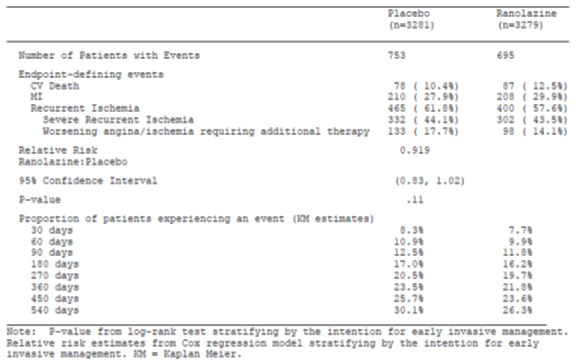 Placebo Ranolazine
(n=3281) (n=3279)
Number of Patients with Events 753 695
Endpoint-defining events
CV Death 78 ( 10.4%) 87 ( 12.5%)
MI 210 ( 27.9%) 208 ( 29.9%)
Recurrent Ischemia 465 ( 61.8%) 400 ( 57.6%)
Severe Recurrent Ischemia 332 ( 44.1%) 302 ( 43.5%)
Worsening angina/ischemia requiring additional therapy 133 ( 17.7%) 98 ( 14.1%)
Relative Risk 0.919
Ranolazine:Placebo
95% Confidence Interval (0.83, 1.02)
P-value .11
Proportion of patients experiencing an event (KM estimates)
30 days 8.3% 7.7%
60 days 10.9% 9.9%
90 days 12.5% 11.8%
180 days 17.0% 16.2%
270 days 20.5% 19.7%
360 days 23.5% 21.8%
450 days 25.7% 23.6%
540 days 30.1% 26.3%
Note: P-value from log-rank test stratifying by the intention for early invasive management.
Relative risk estimates from Cox regression model stratifying by the intention for early
invasive management. KM = Kaplan Meier.